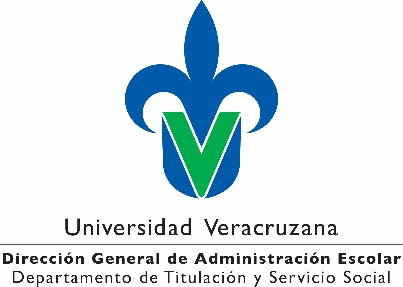 V
Universidad Veracruzana
Dirección General de Administración Escolar
Departamento de Titulación y Servicio Social